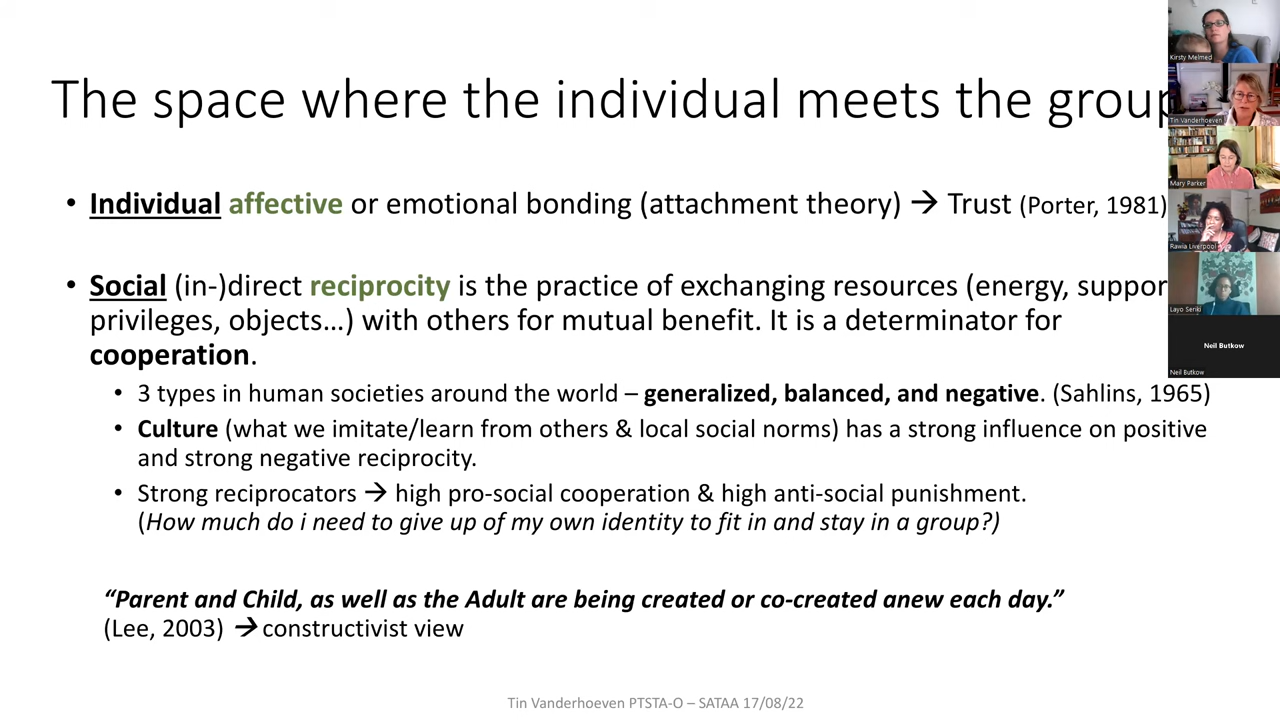 The space where the individual meets the group
• Individual affective or emotional bonding (attachment theory) → Trust (Porter, 1981)
• Social (in-)direct reciprocity is the practice of exchanging resources (energy, suppor
privileges, objects…) with others for mutual benefit. It is a determinator for
cooperation.
• 3 types in human societies around the world – generalized, balanced, and negative. (Sahlins, 1965)
• Culture (what we imitate/learn from others & local social norms) has a strong influence on positive
and strong negative reciprocity.
• Strong reciprocators → high pro-social cooperation & high anti-social punishment.
(How much do i need to give up of my own identity to fit in and stay in a group?)
“Parent and Child, as well as the Adult are being created or co-created anew each day.”
(Lee, 2003) → constructivist view
Tin Vanderhoeven PTSTA-O – SATAA 17/08/22
Kirsty Melmed
Tin Vanderhoeven
Mary Parker
Rawia Liverpool
Layo Seriki
Neil Butkow
Neil Butkow